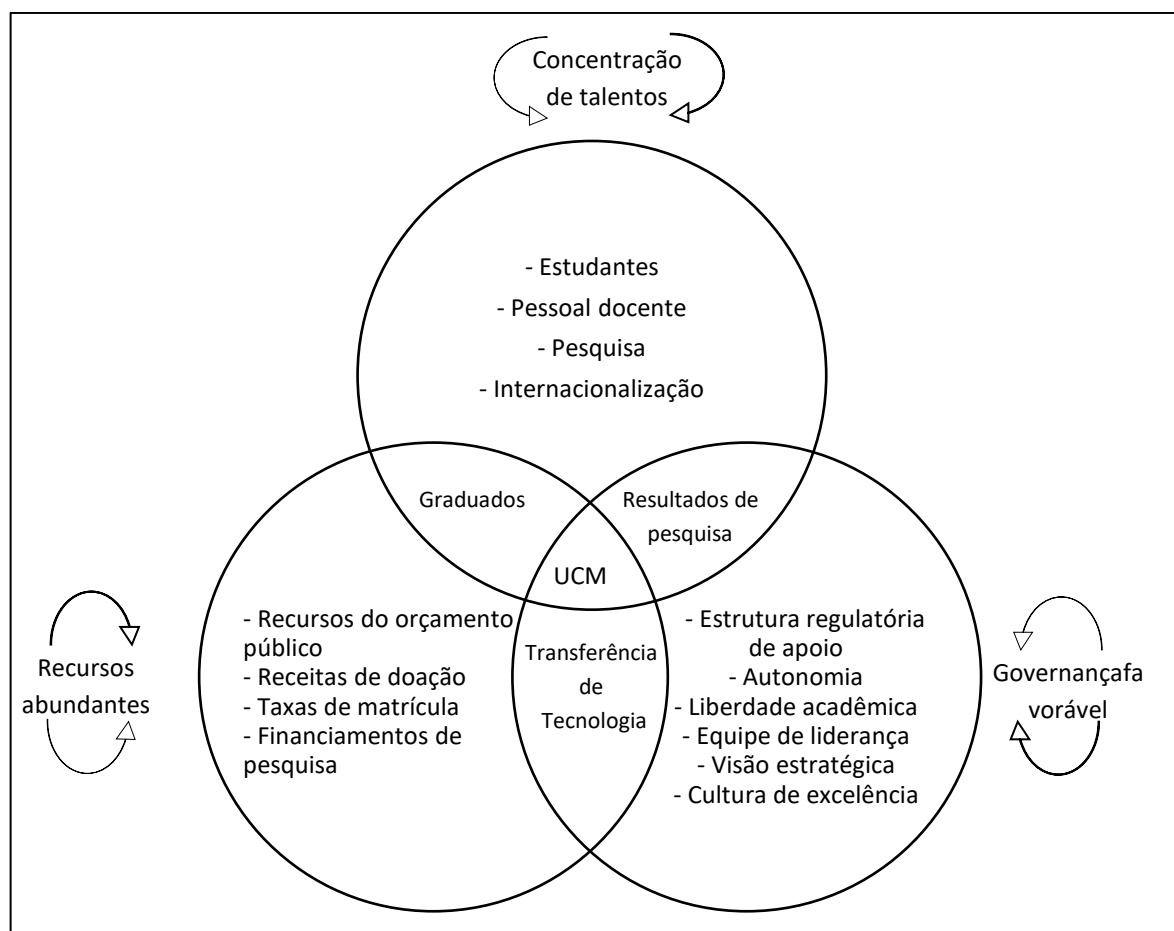 Concentração
de talentos
- Estudantes
- Pessoal docente
- Pesquisa
- Internacionalização
Graduados
Resultados de
pesquisa
UCM
Recursos
abundantes
- Recursos do orçamento
público
- Receitas de doação
- Taxas de matrícula
- Financiamentos de
pesquisa
Transferência
de
Tecnologia
- Estrutura regulatória
de apoio
- Autonomia
- Liberdade acadêmica
- Equipe de liderança
- Visão estratégica
- Cultura de excelência
Governançafa
vorável